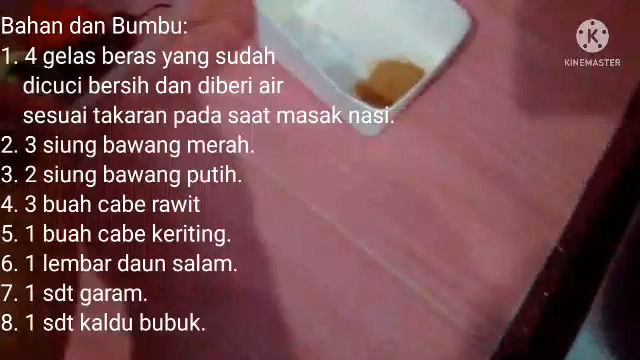 Bahan dan Bumbu:
1. 4 gelas beras yang sudah
dicuci bersih dan diberi air
sesuai takaran pada saat masak nasi.
2. 3 siung bawang merah.
3. 2 siung bawang putih.
4. 3 buah cabe rawit
5. 1 buah cabe keriting.
6. 1 lembar daun salam.
7. 1 sdt garam.
8. 1 sdt kaldu bubuk.
K
KINEMASTER